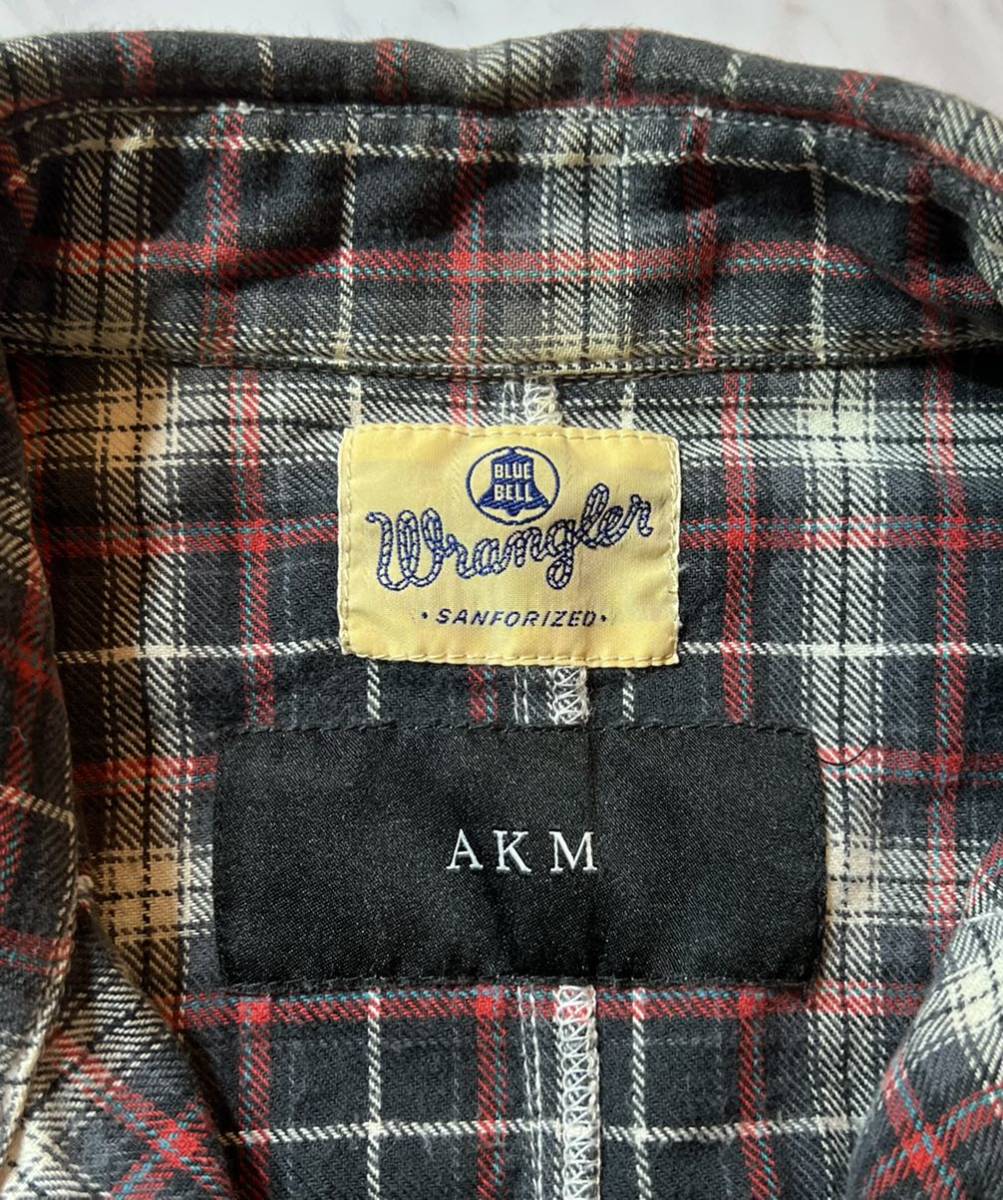 BLUE
BELL
Wrangler
• SANFORIZED •
AKM